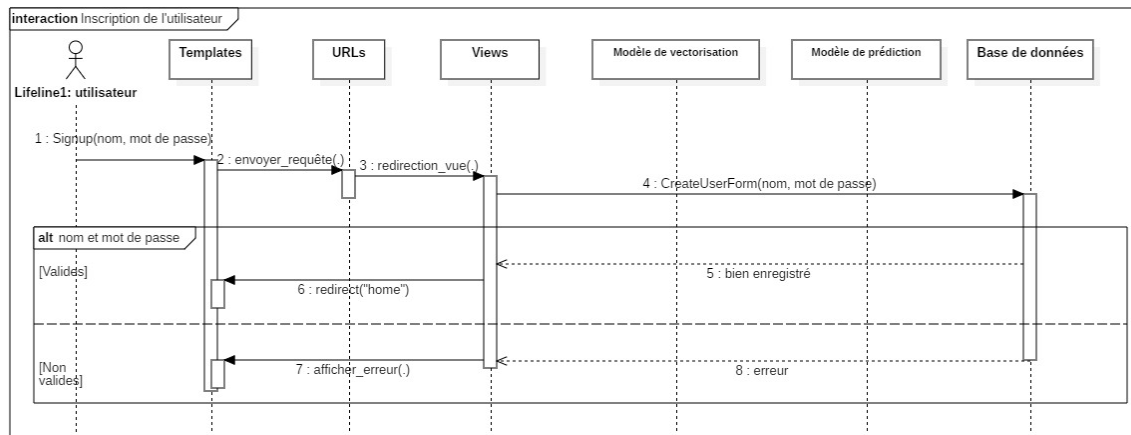 interaction Inscription de l'utilisateur
Templates
URLs
Views
Modèle de vectorisation
Modèle de prédiction
Base de données
Lifeline1: utilisateur
1 : Signup(nom, mot de passe)
2 : envoyer_requête(.)
3 : redirection_vue(.)
4 : CreateUserForm(nom, mot de passe)
alt nom et mot de passe
[Valides]
5 : bien enregistré
6 : redirect("home")
[Non
valides]
7 : afficher_erreur(.)
8 : erreur